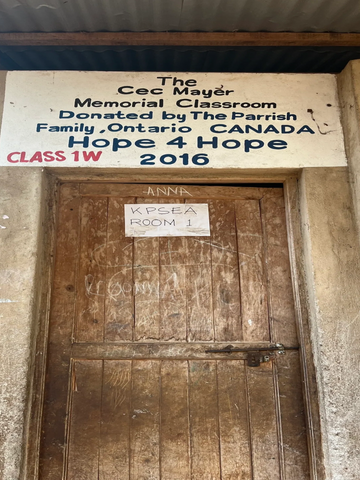 The
Cec Mayer
Memorial Classroom
Donated by The Parrish
Family, Ontario CANADA
Hope 4 Hope
CLASS 1W 2016
ANNA
KPSEA
ROOM 1